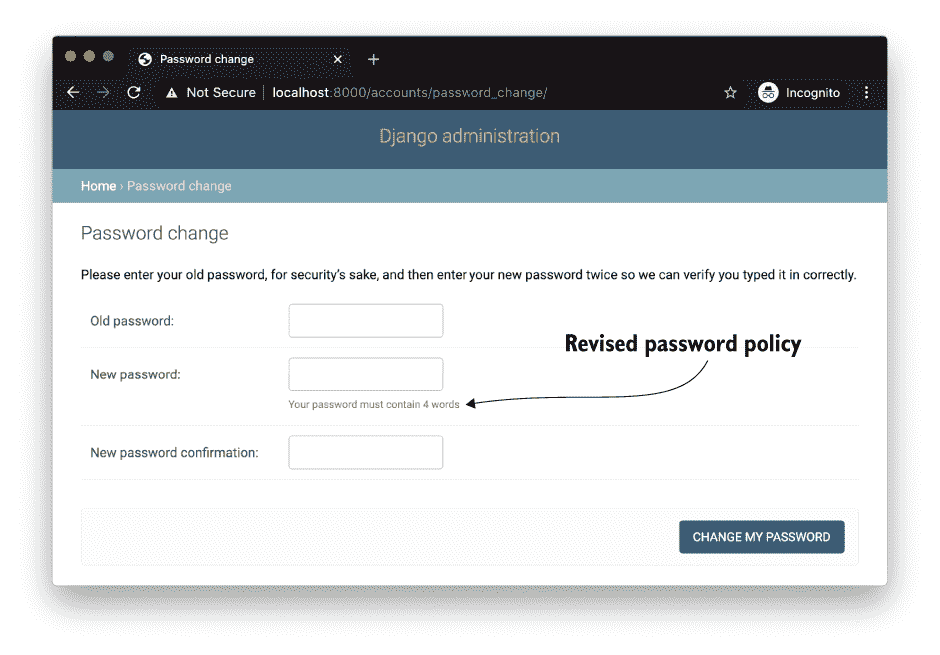 Password change
Not Secure localhost:8000/accounts/password_change/ Incognito
Django administration
Home › Password change
Password change
Please enter your old password, for security’s sake, and then enter your new password twice so we can verify you typed it in correctly.
Old password:
Revised password policy
New password:
Your password must contain 4 words
New password confirmation:
CHANGE MY PASSWORD